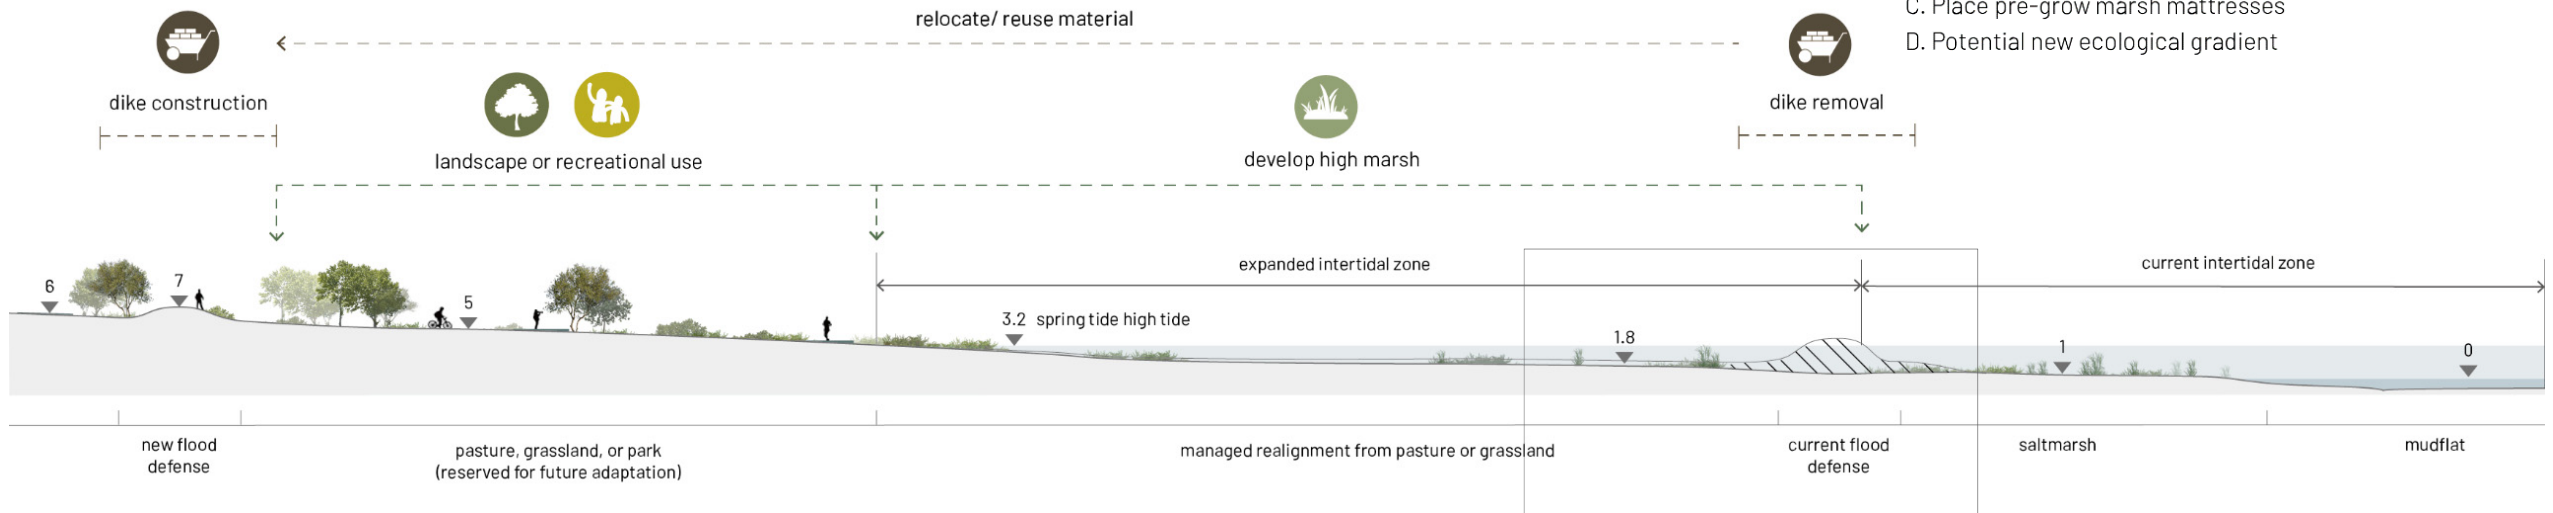 relocate/ reuse material
C. Place pre-grow marsh mattresses
D. Potential new ecological gradient
dike construction
dike removal
landscape or recreational use
develop high marsh
expanded intertidal zone
current intertidal zone
6
7
5
3.2 spring tide high tide
1.8
1
0
new flood
defense
pasture, grassland, or park
(reserved for future adaptation)
managed realignment from pasture or grassland
current flood
defense
saltmarsh
mudflat